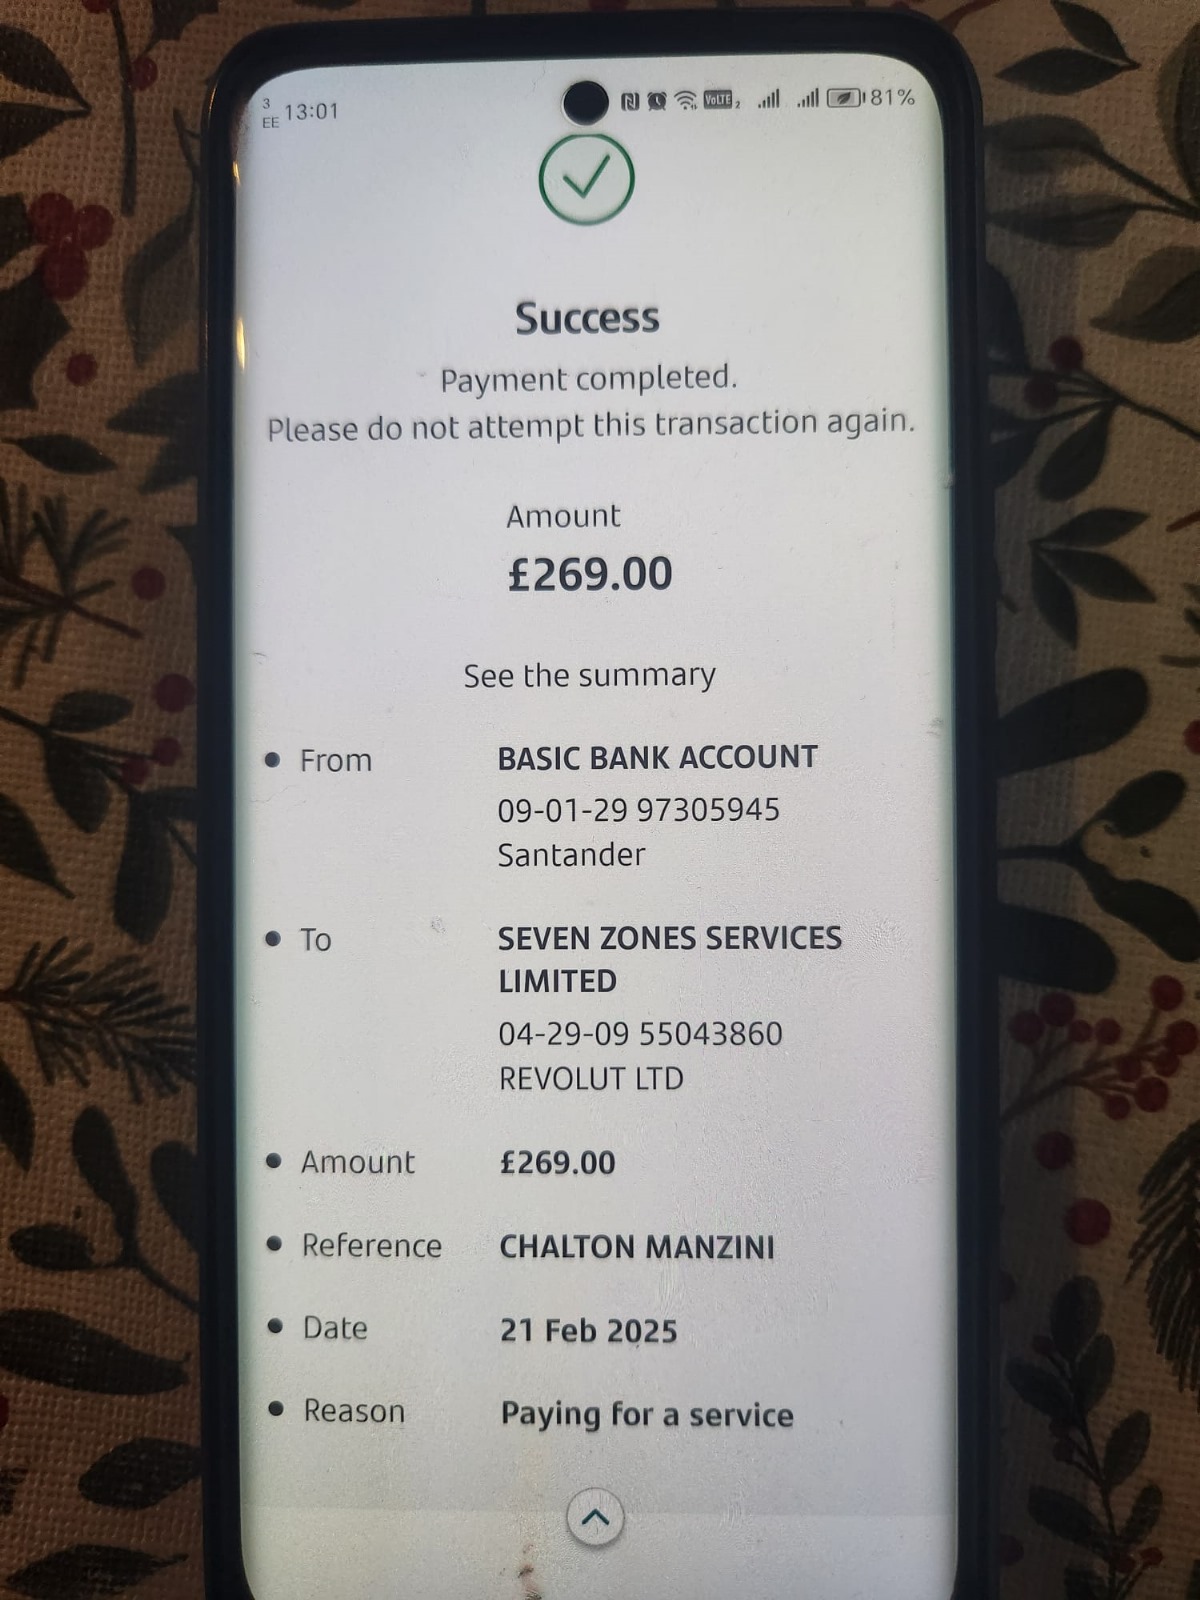 3
EE 13:01
VoLTE 2 81%
Success
Payment completed.
Please do not attempt this transaction again.
Amount
£269.00
See the summary
• From BASIC BANK ACCOUNT
09-01-29 97305945
Santander
• To SEVEN ZONES SERVICES
LIMITED
04-29-09 55043860
REVOLUT LTD
• Amount £269.00
• Reference CHALTON MANZINI
• Date 21 Feb 2025
• Reason Paying for a service